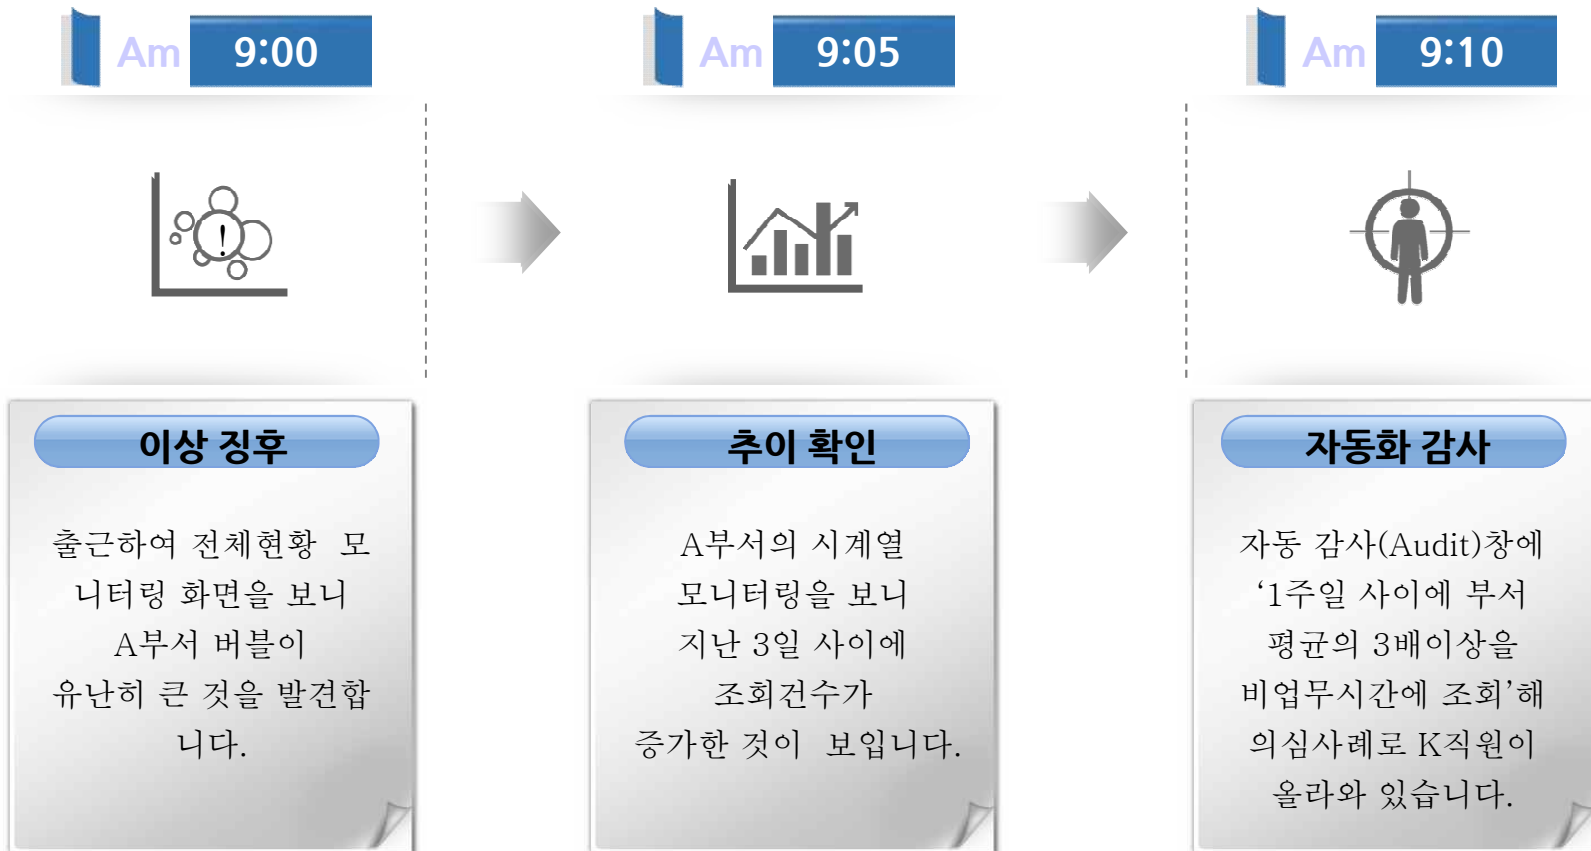 Am 9:00
Am 9:05
Am 9:10
!
이상 징후
출근하여 전체현황 모
니터링 화면을 보니
A부서 버블이
유난히 큰 것을 발견합
니다.
추이 확인
A부서의 시계열
모니터링을 보니
지난 3일 사이에
조회건수가
증가한 것이 보입니다.
자동화 감사
자동 감사(Audit)창에
‘1주일 사이에 부서
평균의 3배이상을
비업무시간에 조회’해
의심사례로 K직원이
올라와 있습니다.